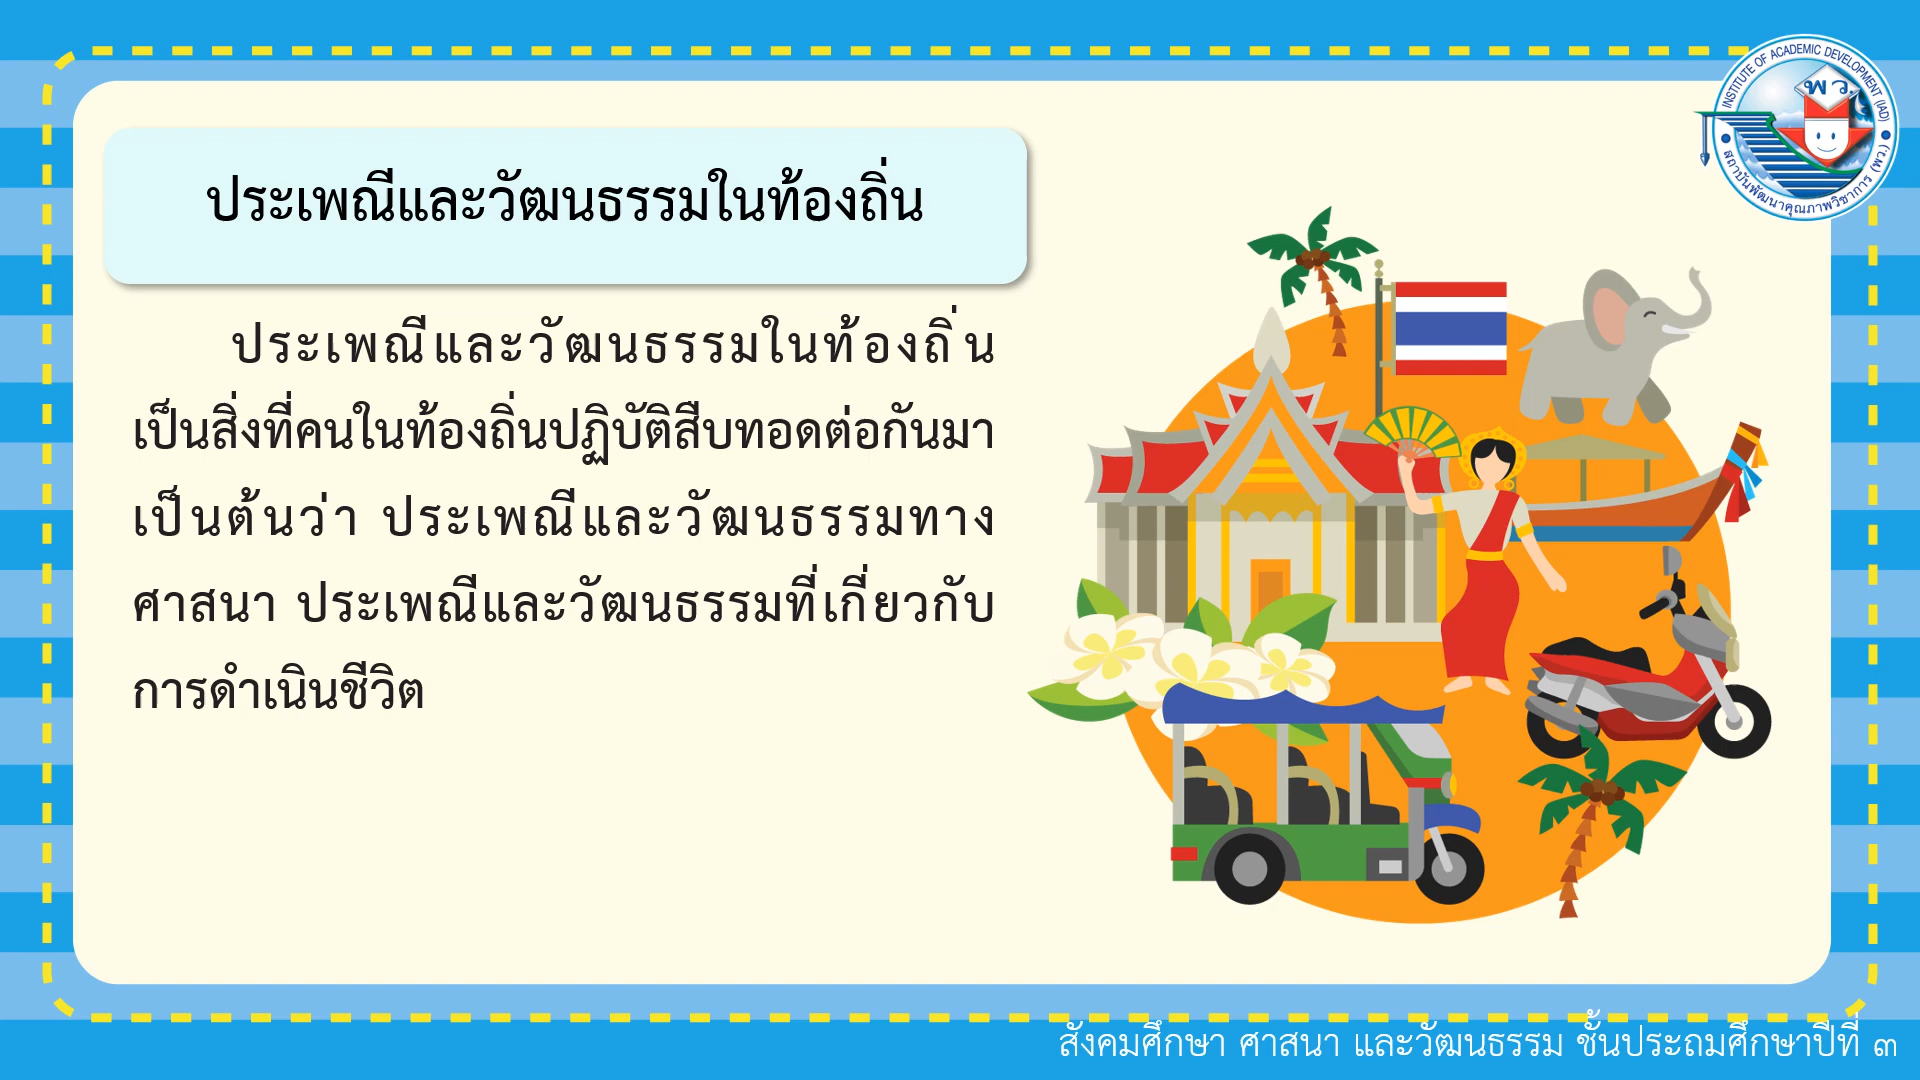 ประเพณีและวัฒนธรรมในท้องถิ่น
ประเพณีและวัฒนธรรมในท้องถิ่น
เป็นสิ่งที่คนในท้องถิ่นปฏิบัติสืบทอดต่อกันมา
เป็นต้นว่า ประเพณีและวัฒนธรรมทาง
ศาสนา ประเพณีและวัฒนธรรมที่เกี่ยวกับ
การดำเนินชีวิต
INSTITUTE OF ACADEMIC DEVELOPMENT (IAD)
พว.
สถาบันพัฒนาคุณภาพวิชาการ (พว.)
สังคมศึกษา ศาสนา และวัฒนธรรม ชั้นประถมศึกษาปีที่ ๓